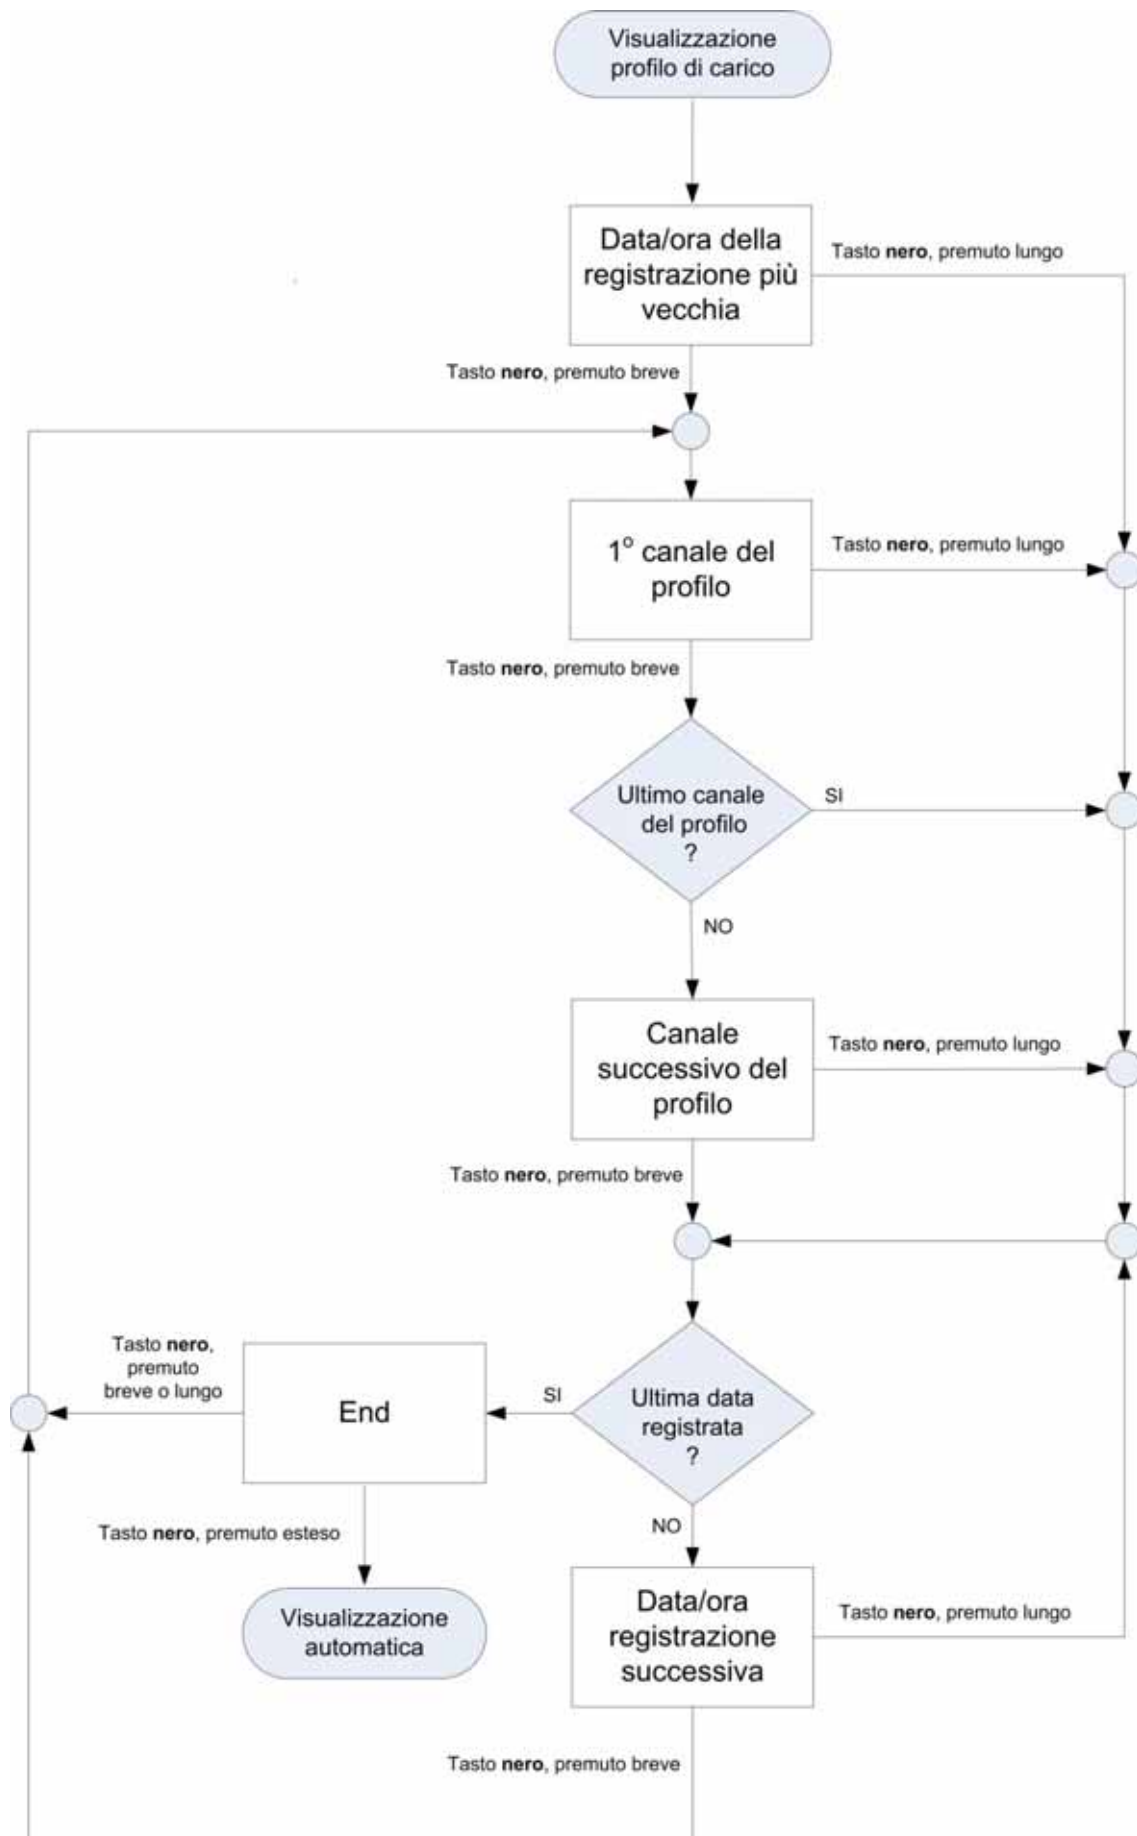 Visualizzazione
profilo di carico
Data/ora della
registrazione più
vecchia
Tasto nero, premuto lungo
Tasto nero, premuto breve
1° canale del
profilo
Tasto nero, premuto lungo
Tasto nero, premuto breve
Ultimo canale
del profilo
?
SI
NO
Canale
successivo del
profilo
Tasto nero, premuto lungo
Tasto nero, premuto breve
Ultima data
registrata
?
SI
End
Tasto nero,
premuto
breve o lungo
Tasto nero, premuto esteso
Visualizzazione
automatica
NO
Data/ora
registrazione
successiva
Tasto nero, premuto lungo
Tasto nero, premuto breve